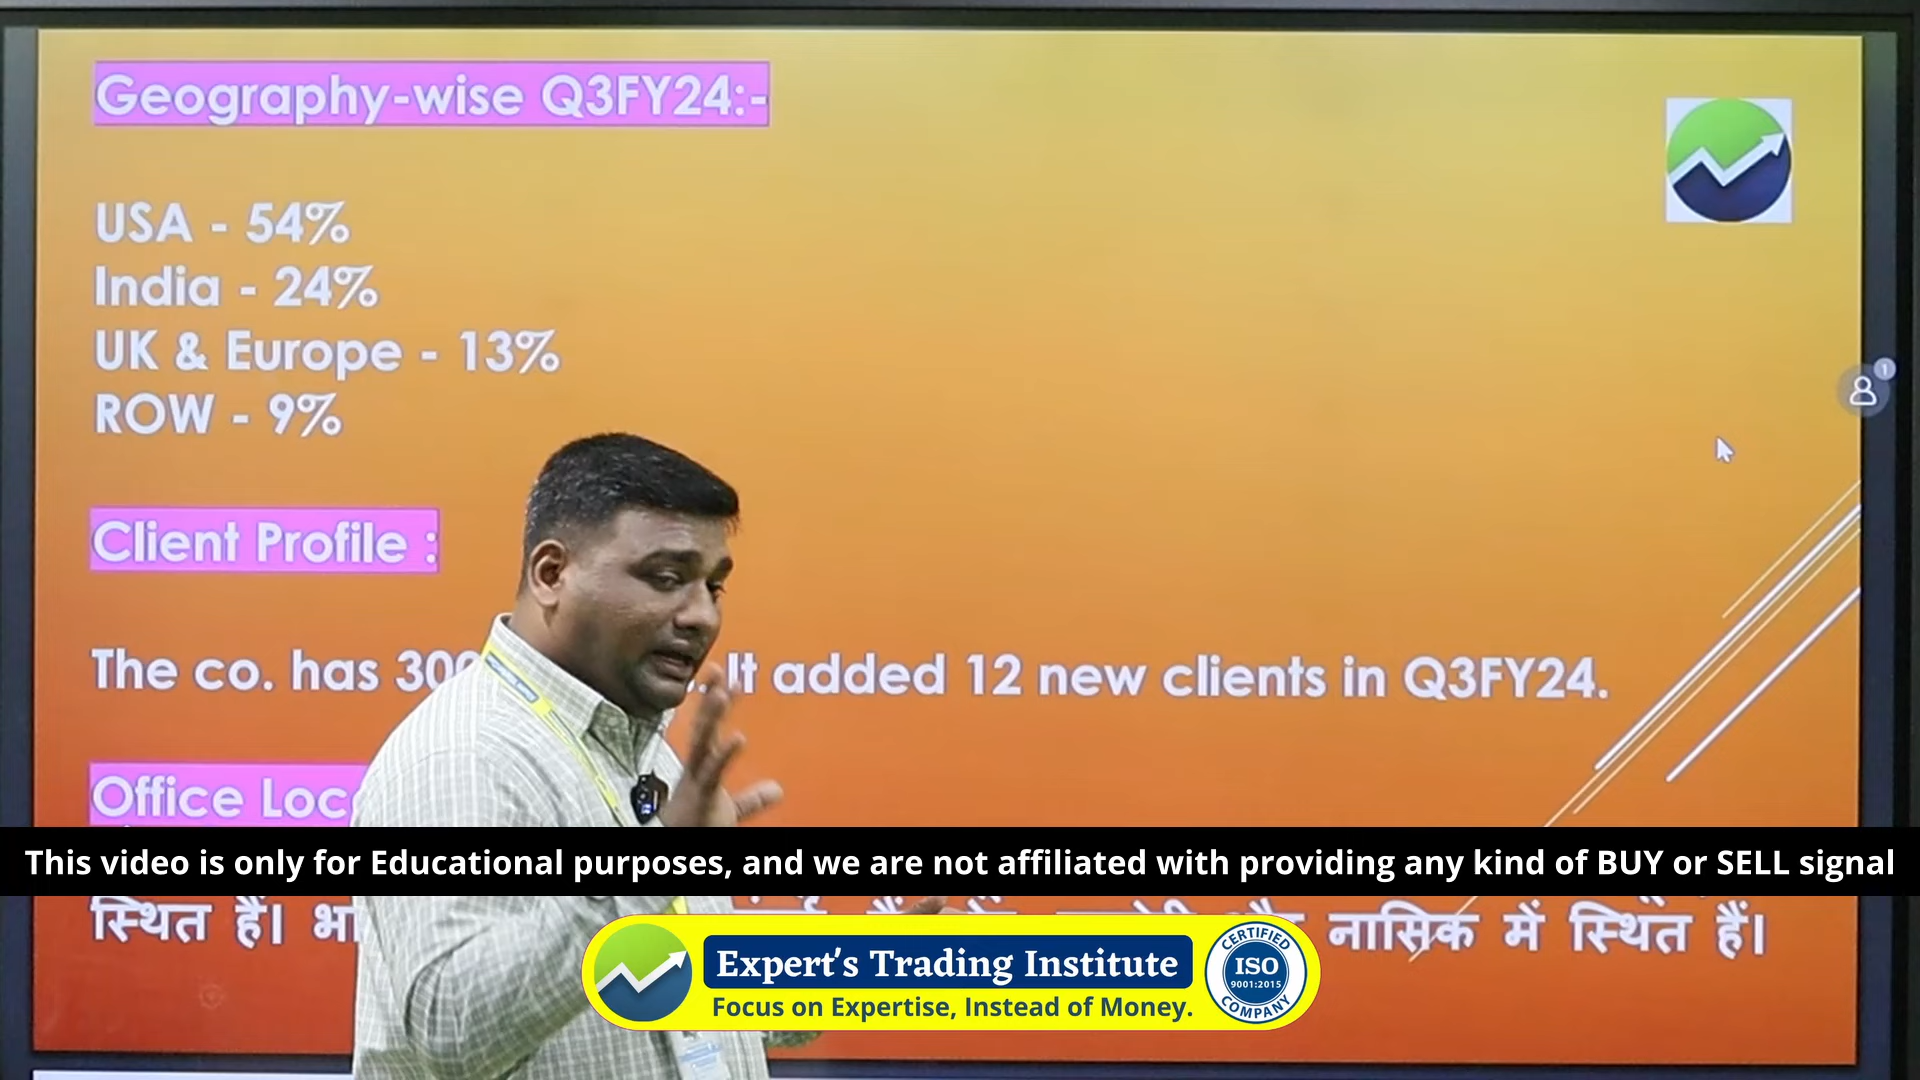 Geography-wise Q3FY24:-
USA - 54%
India - 24%
UK & Europe - 13%
ROW - 9%
1
Client Profile :
The co. has 300 It added 12 new clients in Q3FY24.
Office
This video is only for Educational purposes, and we are not affiliated with providing any kind of BUY or SELL signal
स्थित हैं। नासिक में स्थित हैं।
Expert's Trading Institute
Focus on Expertise, Instead of Money.
CERTIFIED
ISO
9001:2015
COMPANY